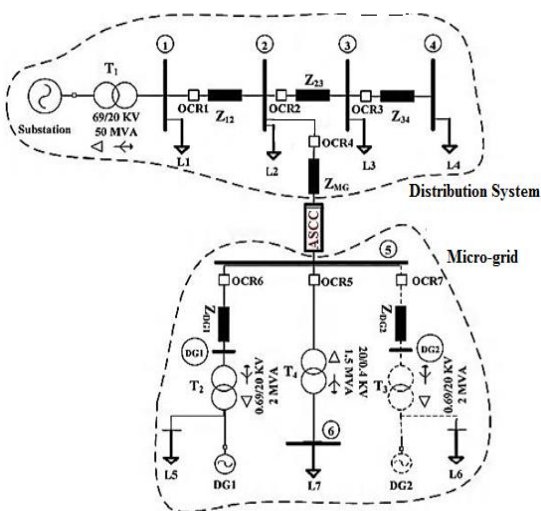 1
2
3
4
T1
Z23
OCR1
OCR2
OCR3
Z12
Z34
Substation
69/20 KV
50 MVA
OCR4
L1
L2
L3
L4
ZMG
Distribution System
ASCC
5
Micro-grid
OCR6
OCR5
OCR7
ZDG1
ZDG2
DG1
DG2
T2
0.69/20 KV
2 MVA
T4
20/0.4 KV
1.5 MVA
T3
0.69/20 KV
2 MVA
6
L5
DG1
L7
DG2
L6